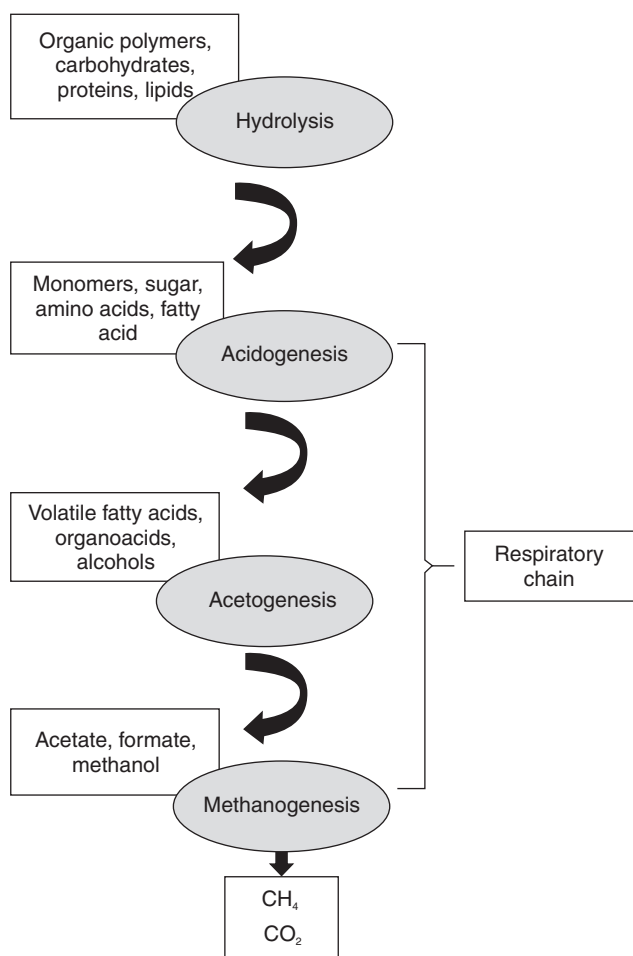 Organic polymers,
carbohydrates,
proteins, lipids
Hydrolysis
Monomers, sugar,
amino acids, fatty
acid
Acidogenesis
Volatile fatty acids,
organoacids,
alcohols
Acetogenesis
Respiratory
chain
Acetate, formate,
methanol
Methanogenesis
CH₄
CO₂